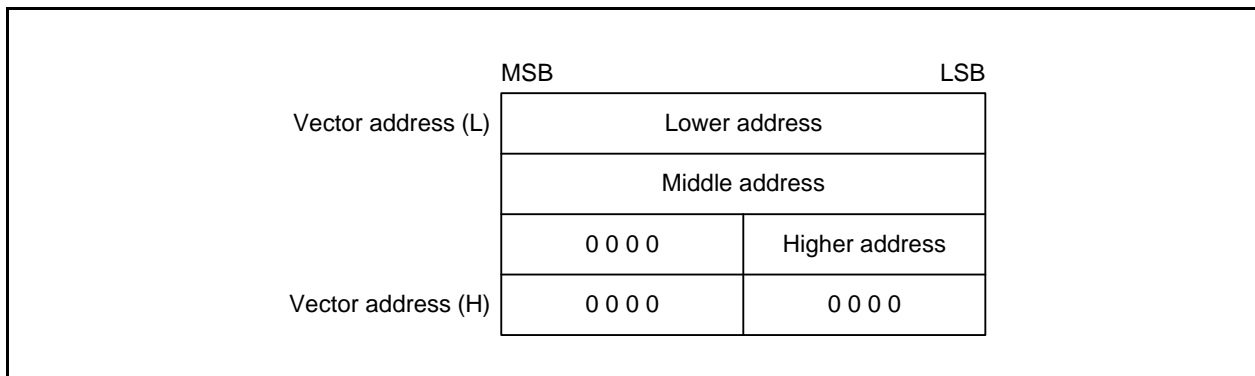 MSB LSB
Vector address (L) Lower address
Middle address
0 0 0 0 Higher address
Vector address (H) 0 0 0 0 0 0 0 0